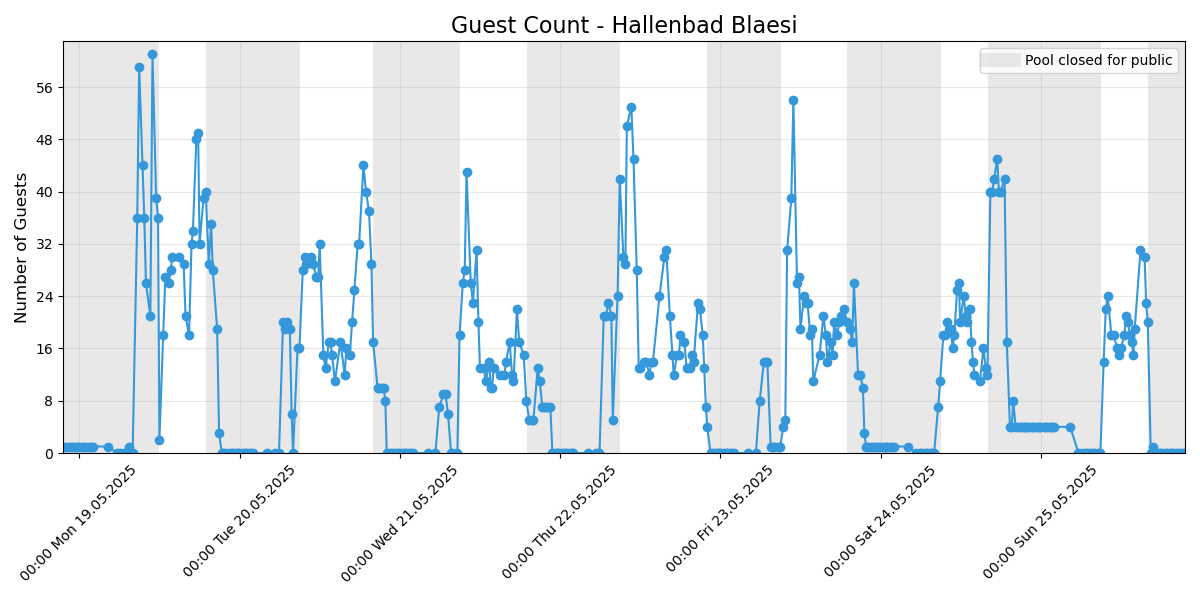 Guest Count - Hallenbad Blaesi
Pool closed for public
Number of Guests
56
48
40
32
24
16
8
0
00:00 Mon 19.05.2025
00:00 Tue 20.05.2025
00:00 Wed 21.05.2025
00:00 Thu 22.05.2025
00:00 Fri 23.05.2025
00:00 Sat 24.05.2025
00:00 Sun 25.05.2025